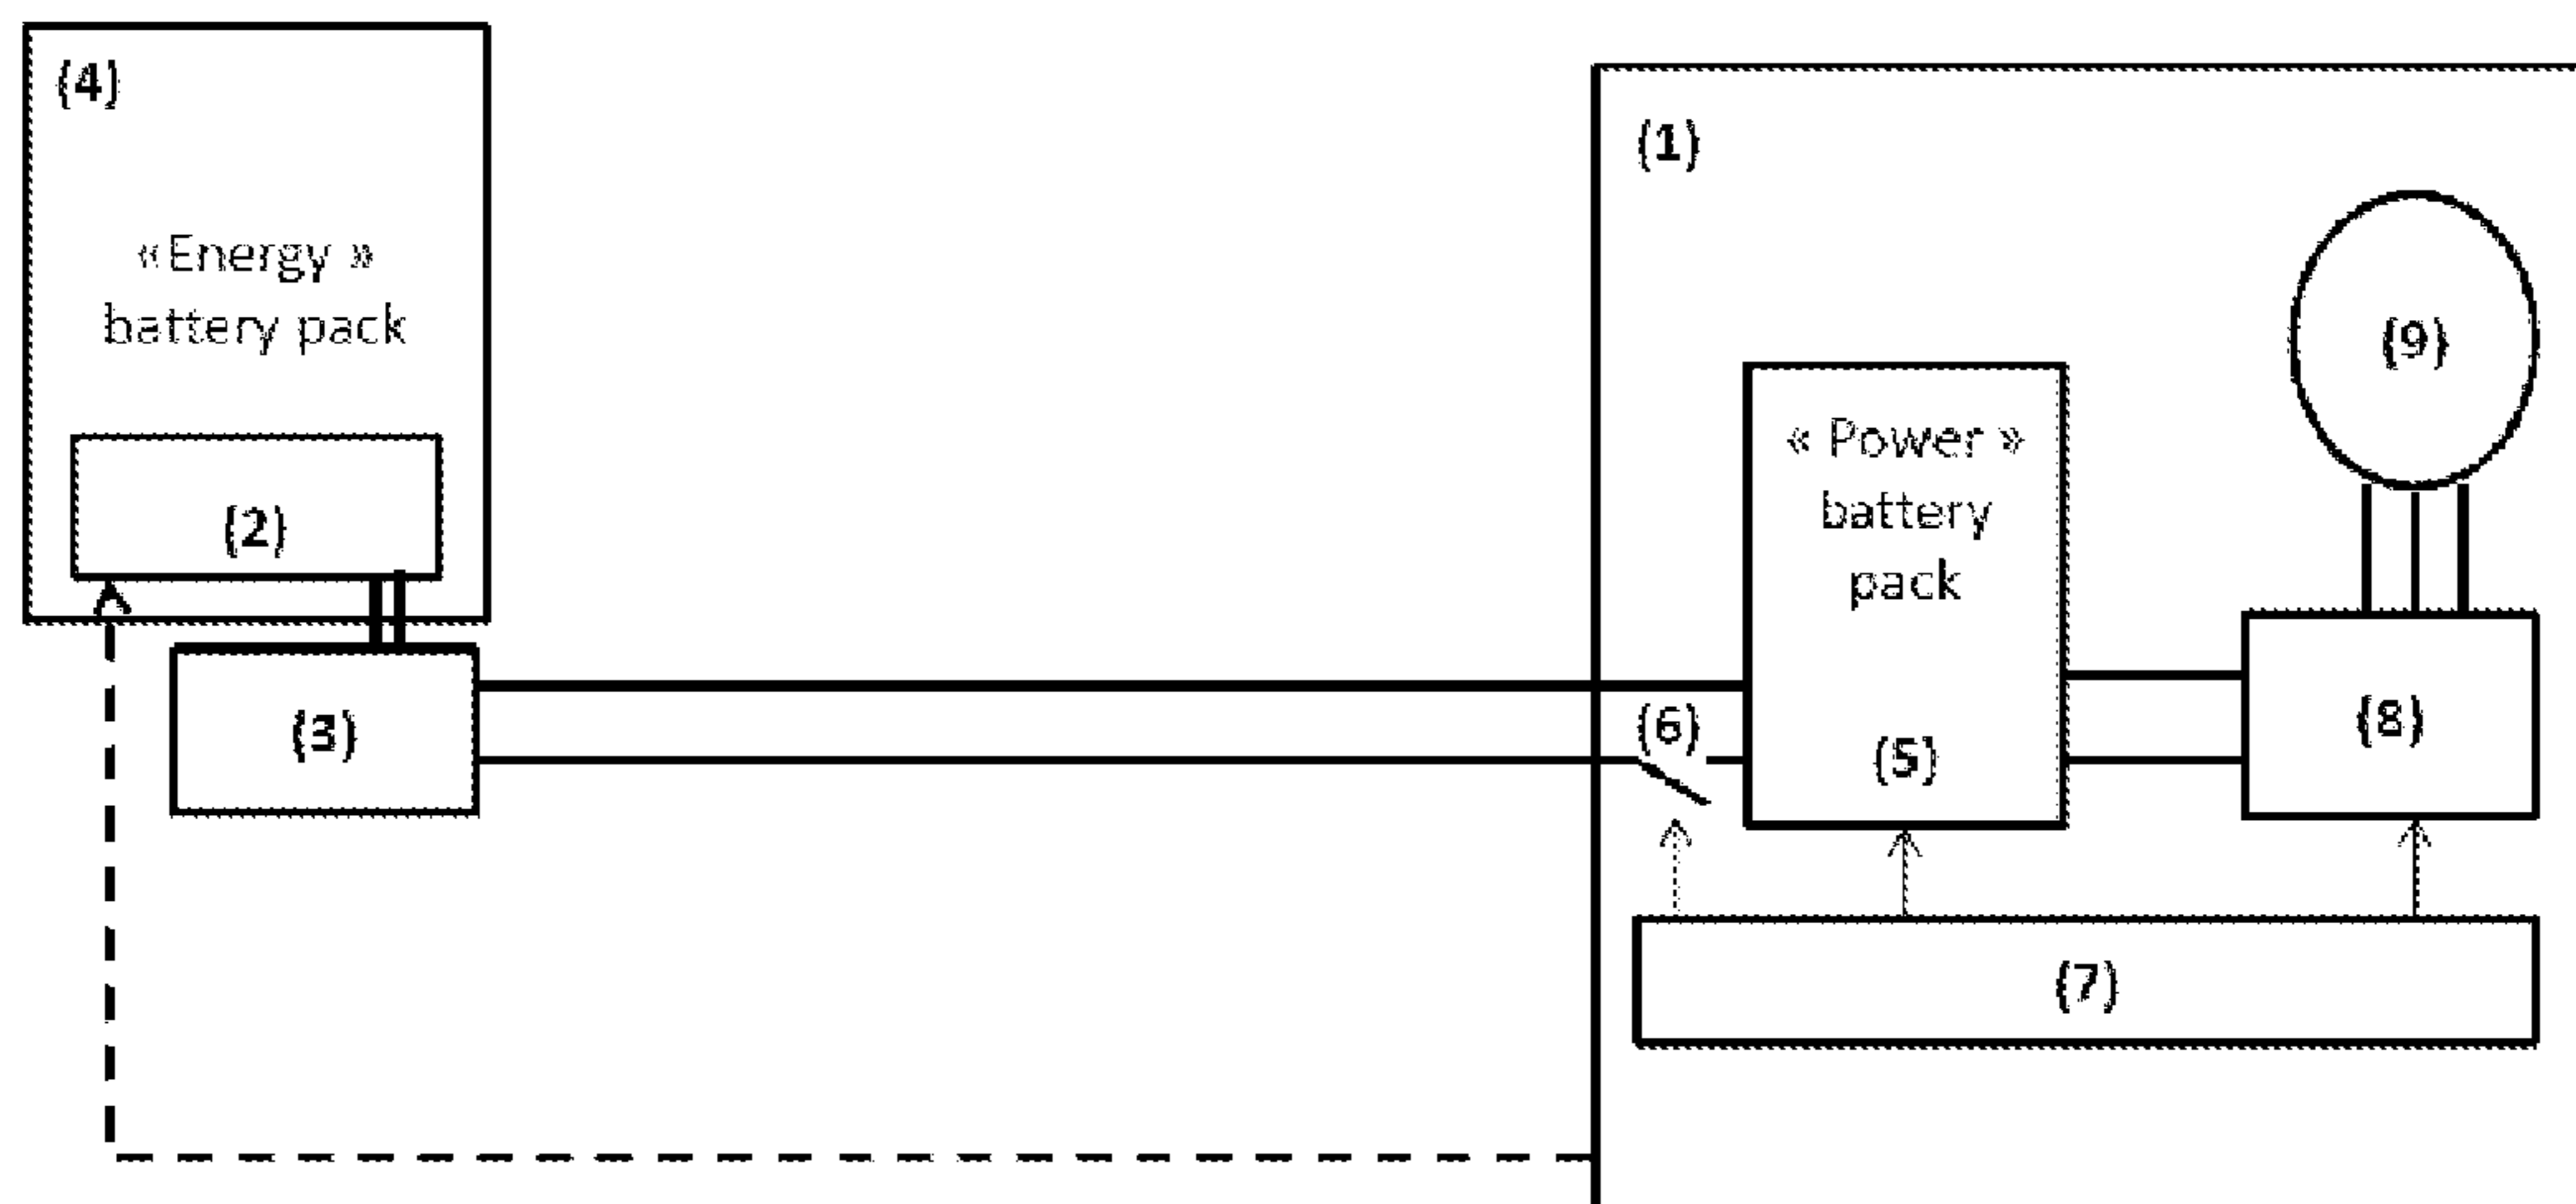 (4)
«Energy »
battery pack
(2)
(3)
(1)
(9)
« Power »
battery
pack
(6)
(5)
(8)
(7)